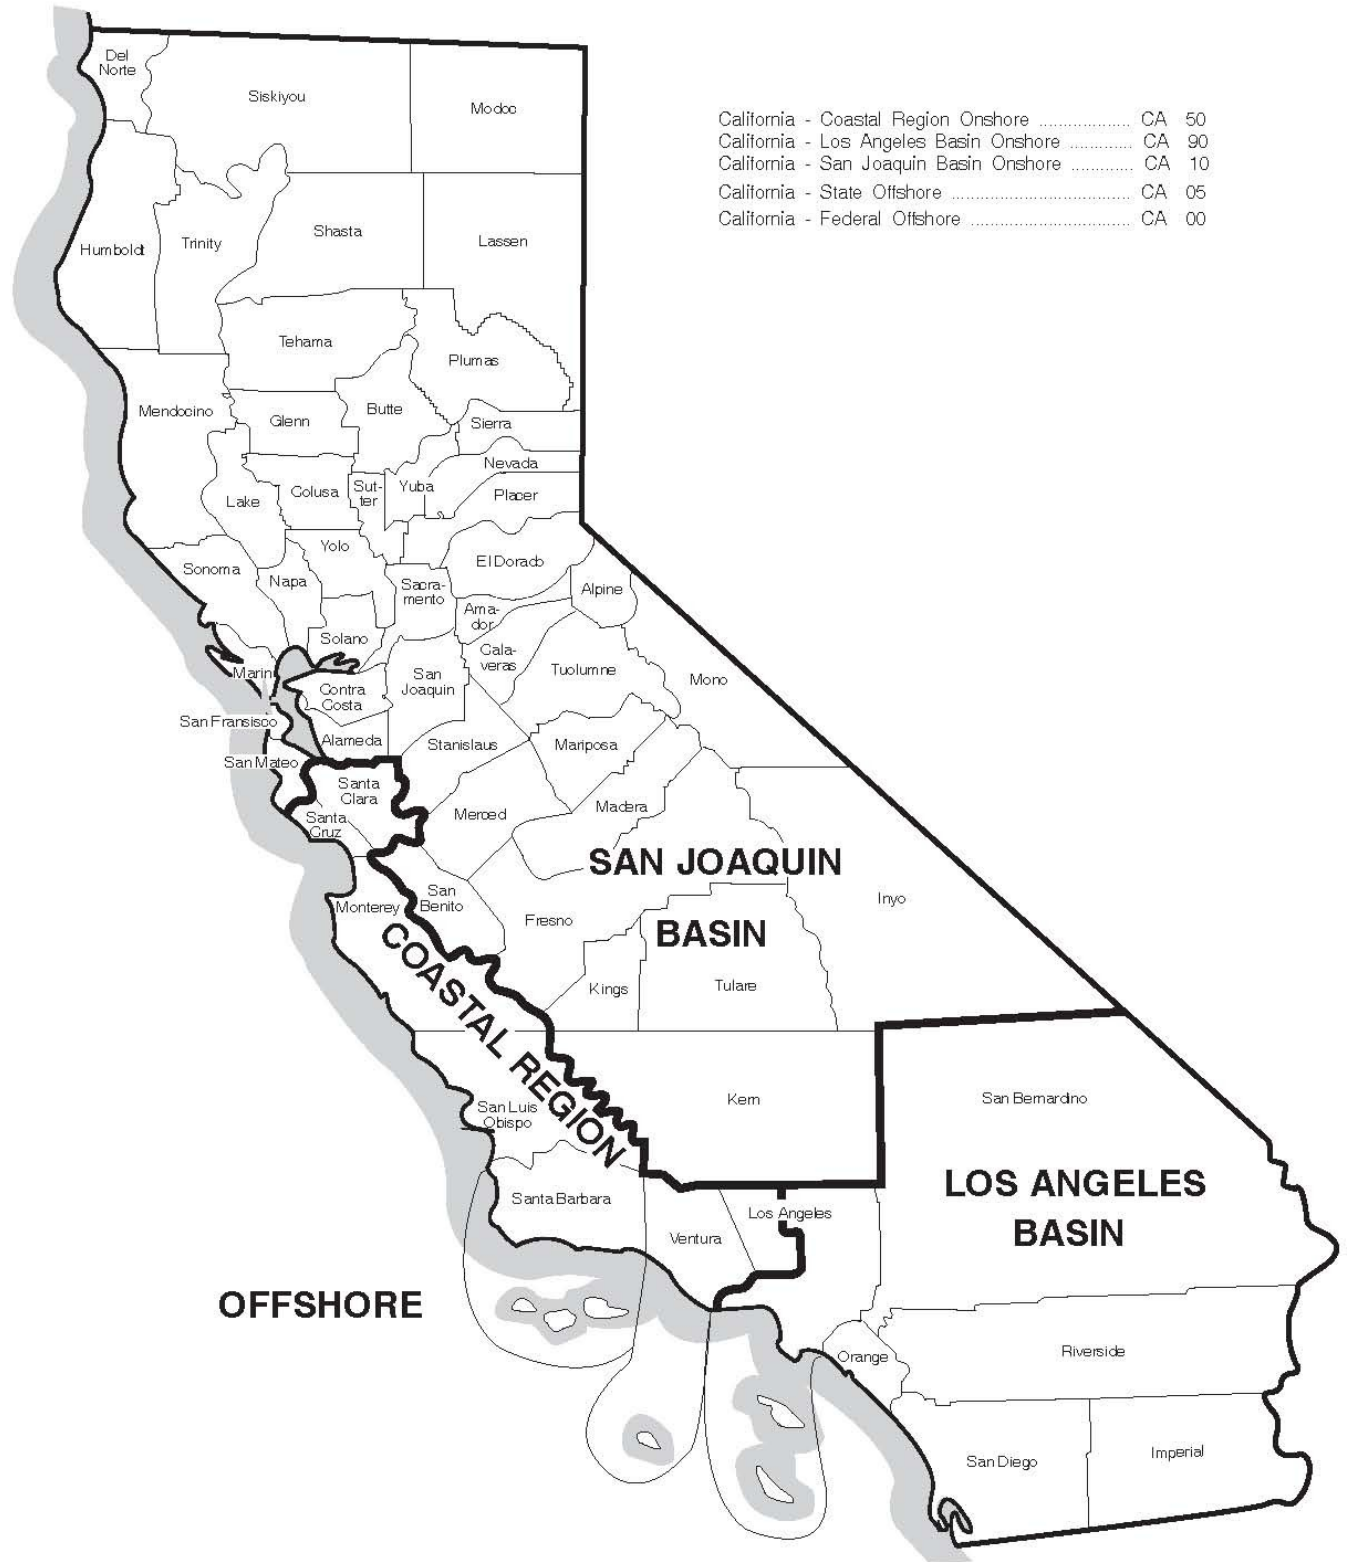 Del
Norte
Siskiyou
Modoc
California - Coastal Region Onshore ................... CA 50
California - Los Angeles Basin Onshore ............. CA 90
California - San Joaquin Basin Onshore ............. CA 10
California - State Offshore ..................................... CA 05
California - Federal Offshore ................................. CA 00
Humboldt
Trinity
Shasta
Lassen
Tehama
Plumas
Mendocino
Glenn
Butte
Sierra
Nevada
Lake
Colusa
Sut-
ter
Yuba
Placer
Yolo
El Dorado
Sonoma
Napa
Sacra-
mento
Alpine
Ama-
dor
Solano
Cala-
veras
Marin
Contra
Costa
San
Joaquin
Tuolumne
Mono
San Fransisco
Alameda
Stanislaus
Mariposa
San Mateo
Santa
Clara
Santa
Cruz
Merced
Madera
SAN JOAQUIN
BASIN
Inyo
San
Benito
Monterey
Fresno
COASTAL REGION
Kings
Tulare
Kern
San Bernardino
San Luis
Obispo
LOS ANGELES
BASIN
Santa Barbara
Los Angeles
Ventura
OFFSHORE
Orange
Riverside
San Diego
Imperial